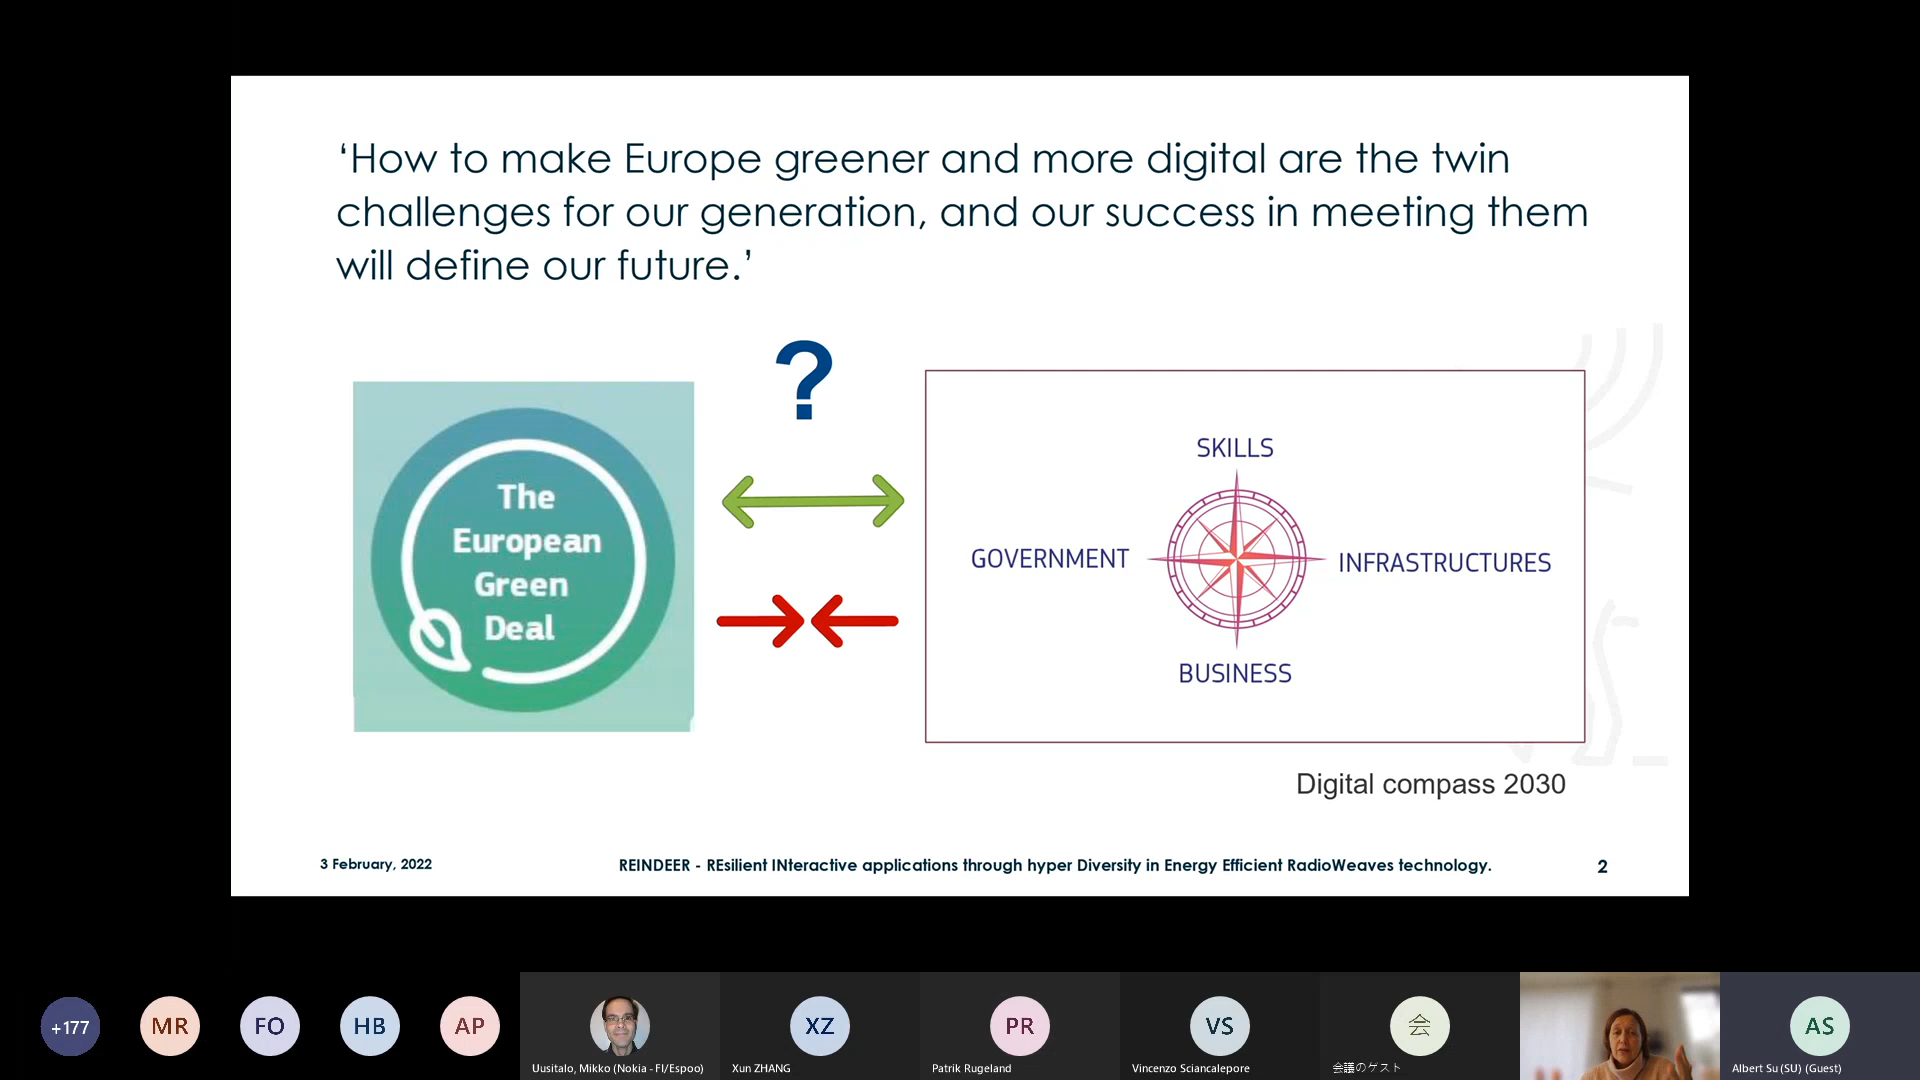 ‘How to make Europe greener and more digital are the twin
challenges for our generation, and our success in meeting them
will define our future.’
?
The
European
Green
Deal
SKILLS
GOVERNMENT
INFRASTRUCTURES
BUSINESS
Digital compass 2030
3 February, 2022
REINDEER - REsilient INteractive applications through hyper Diversity in Energy Efficient RadioWeaves technology.
2
+177
MR
FO
HB
AP
Uusitalo, Mikko (Nokia - FI/Espoo)
XZ
Xun ZHANG
PR
Patrik Rugeland
VS
Vincenzo Sciancalepore
会
会議のゲスト
AS
Albert Su (SU) (Guest)